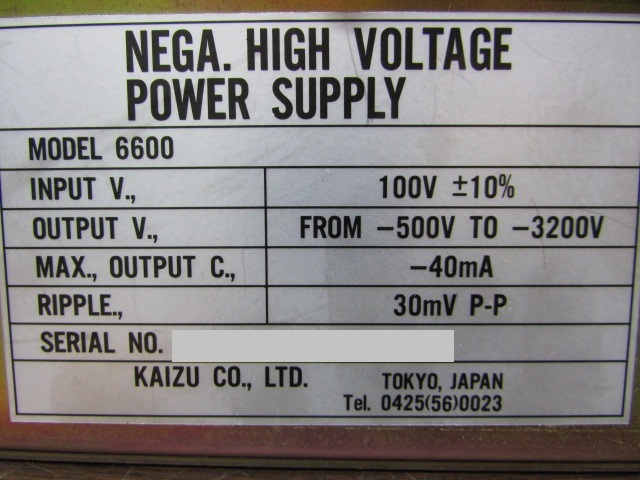 NEGA. HIGH VOLTAGE
POWER SUPPLY
MODEL 6600
INPUT V., 100V ±10%
OUTPUT V., FROM −500V TO −3200V
MAX., OUTPUT C., −40mA
RIPPLE., 30mV P-P
SERIAL NO.
KAIZU CO., LTD. TOKYO, JAPAN
Tel. 0425(56)0023